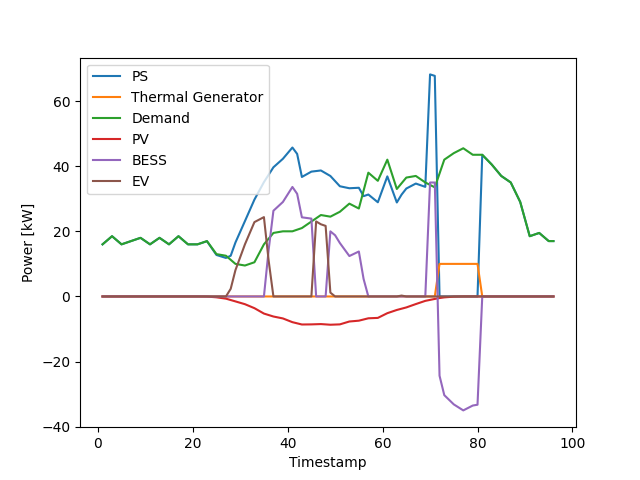 PS
Thermal Generator
Demand
PV
BESS
EV
Power [kW]
60
40
20
0
−20
−40
0 20 40 60 80 100
Timestamp